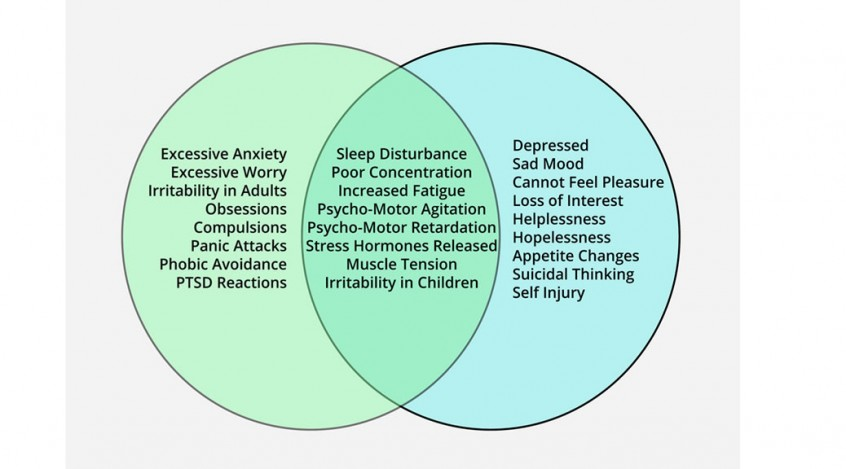 Excessive Anxiety
Excessive Worry
Irritability in Adults
Obsessions
Compulsions
Panic Attacks
Phobic Avoidance
PTSD Reactions
Sleep Disturbance
Poor Concentration
Increased Fatigue
Psycho-Motor Agitation
Psycho-Motor Retardation
Stress Hormones Released
Muscle Tension
Irritability in Children
Depressed
Sad Mood
Cannot Feel Pleasure
Loss of Interest
Helplessness
Hopelessness
Appetite Changes
Suicidal Thinking
Self Injury